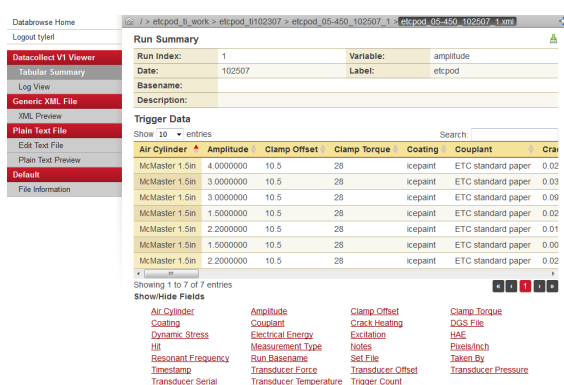 Databrowse Home
Logout tylerl
Datacollect V1 Viewer
Tabular Summary
Log View
Generic XML File
XML Preview
Plain Text File
Edit Text File
Plain Text Preview
Default
File Information
/ > etcpod_ti_work > etcpod_ti102307 > etcpod_05-450_102507_1 > etcpod_05-450_102507_1.xml
Run Summary
Run Index: 1 Variable: amplitude
Date: 102507 Label: etcpod
Basename:
Description:
Trigger Data
Show 10 entries Search:
Air Cylinder Amplitude Clamp Offset Clamp Torque Coating Couplant Crac
McMaster 1.5in 4.0000000 10.5 28 icepaint ETC standard paper 0.02
McMaster 1.5in 3.0000000 10.5 28 icepaint ETC standard paper 0.03
McMaster 1.5in 3.0000000 10.5 28 icepaint ETC standard paper 0.09
McMaster 1.5in 1.5000000 10.5 28 icepaint ETC standard paper 0.02
McMaster 1.5in 2.2000000 10.5 28 icepaint ETC standard paper 0.01
McMaster 1.5in 1.5000000 10.5 28 icepaint ETC standard paper 0.00
McMaster 1.5in 2.2000000 10.5 28 icepaint ETC standard paper 0.02
Showing 1 to 7 of 7 entries « ‹ 1 › »
Show/Hide Fields
Air Cylinder Amplitude Clamp Offset Clamp Torque
Coating Couplant Crack Heating DGS File
Dynamic Stress Electrical Energy Excitation HAE
Hit Measurement Type Notes Pixels/Inch
Resonant Frequency Run Basename Set File Taken By
Timestamp Transducer Force Transducer Offset Transducer Pressure
Transducer Serial Transducer Temperature Trigger Count